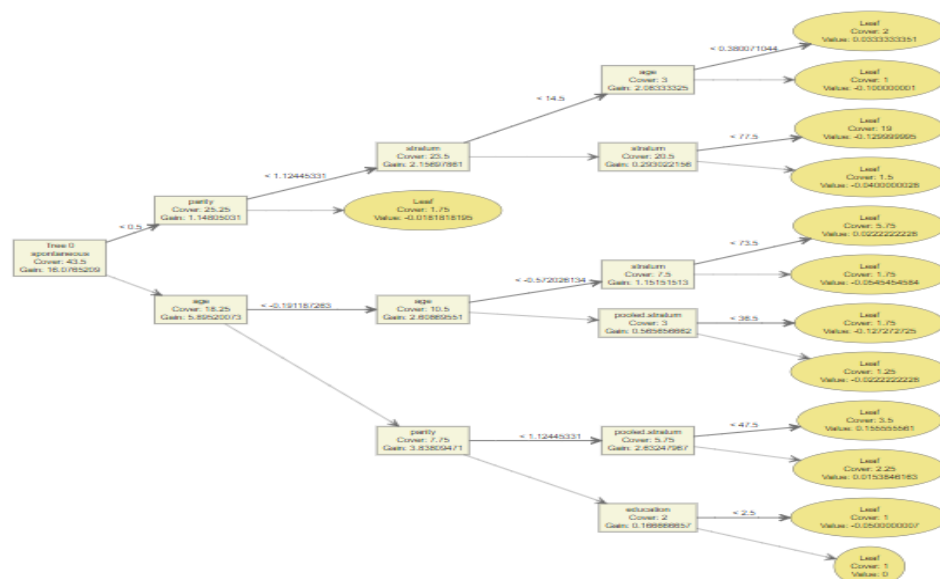 Leaf
Cover: 2
Value: 0.0333333351
< 0.380071044
age
Cover: 3
Gain: 2.08333325
Leaf
Cover: 1
Value: -0.100000001
< 14.5
stratum
Cover: 23.5
Gain: 2.15697861
Leaf
Cover: 19
Value: -0.129999995
< 77.5
stratum
Cover: 20.5
Gain: 0.293022156
Leaf
Cover: 1.5
Value: -0.0400000028
< 1.12445331
parity
Cover: 25.25
Gain: 1.14805031
Leaf
Cover: 1.75
Value: -0.0181818195
< 0.5
Tree 0
spontaneous
Cover: 43.5
Gain: 16.0765209
Leaf
Cover: 5.75
Value: 0.0222222228
< 73.5
stratum
Cover: 7.5
Gain: 1.15151513
Leaf
Cover: 1.75
Value: -0.0545454584
< -0.572026134
age
Cover: 18.25
Gain: 5.89520073
< -0.191187263
age
Cover: 10.5
Gain: 2.60869551
pooled.stratum
Cover: 3
Gain: 0.565656662
< 36.5
Leaf
Cover: 1.75
Value: -0.127272725
Leaf
Cover: 1.25
Value: -0.0222222228
parity
Cover: 7.75
Gain: 3.83809471
< 1.12445331
pooled.stratum
Cover: 5.75
Gain: 2.63247967
< 47.5
Leaf
Cover: 3.5
Value: 0.155555561
Leaf
Cover: 2.25
Value: 0.0153846163
education
Cover: 2
Gain: 0.166666657
< 2.5
Leaf
Cover: 1
Value: -0.0500000007
Leaf
Cover: 1
Value: 0